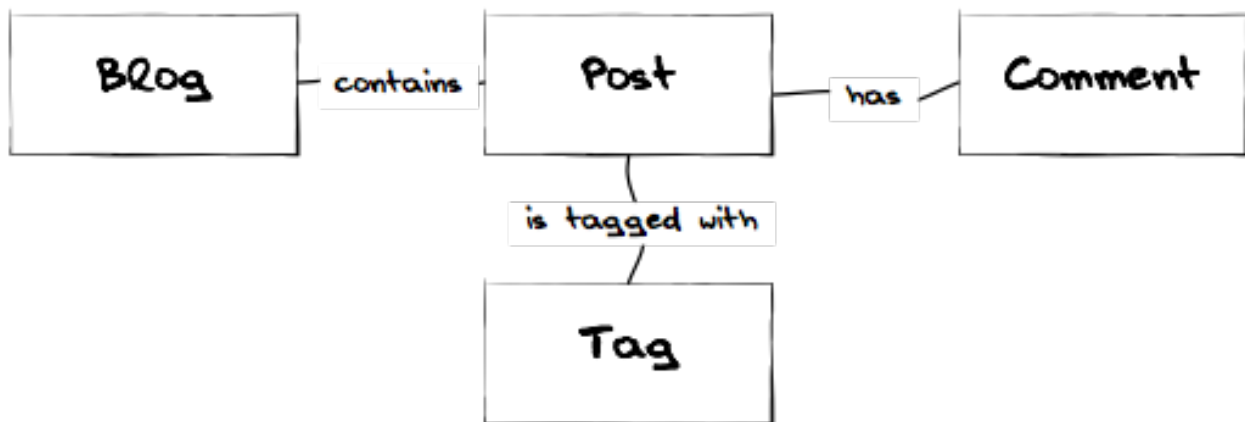 Blog
contains
Post
has
Comment
is tagged with
Tag